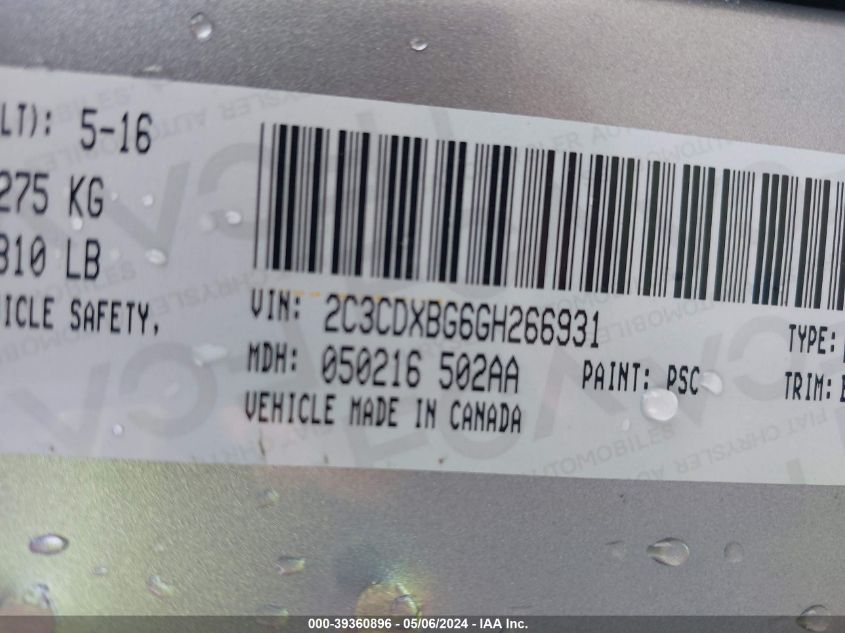 LT): 5-16
275 KG
310 LB
ICLE SAFETY,
VIN: 2C3CDXBG6GH266931
TYPE:
MDH: 050216 502AA
PAINT: PSC
TRIM:
VEHICLE MADE IN CANADA
000-39360896 - 05/06/2024 - IAA Inc.